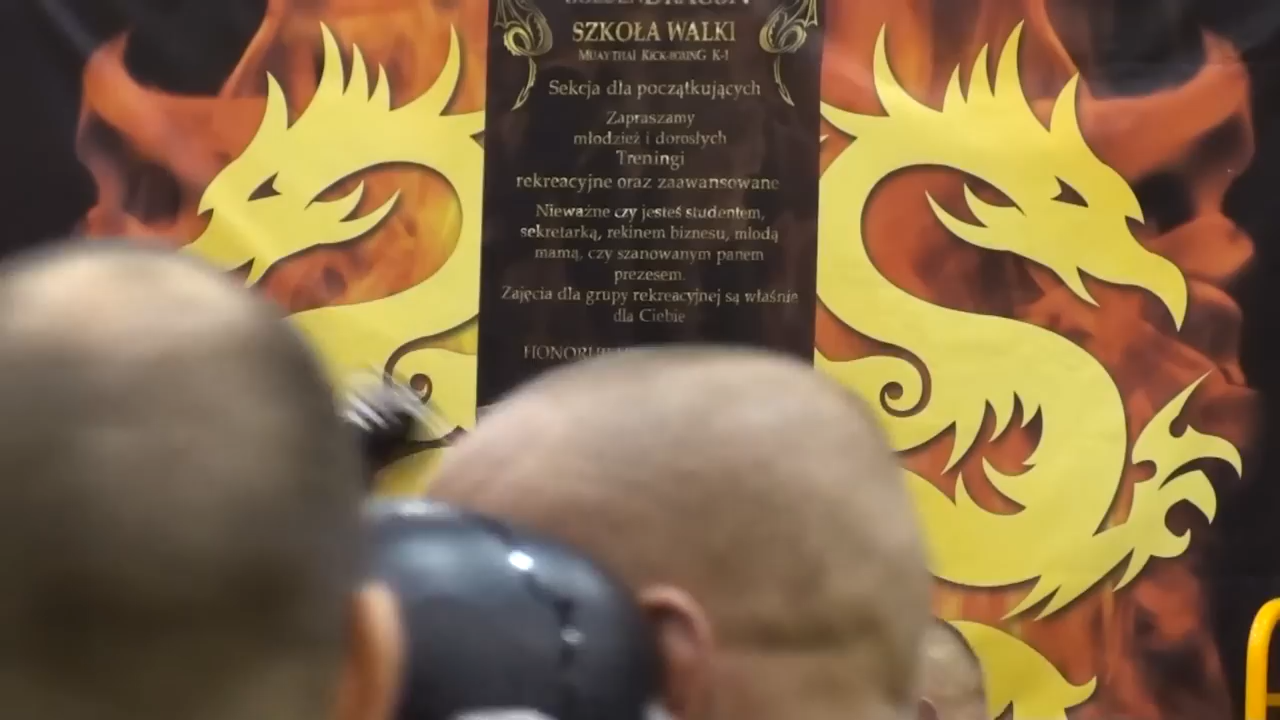 GOLDEN DRAGON
SZKOŁA WALKI
MUAY THAI KICK-BOXING K-1
Sekcja dla początkujących
Zapraszamy
młodzież i dorosłych
Treningi
rekreacyjne oraz zaawansowane
Nieważne czy jesteś studentem,
sekretarką, rekinem biznesu, młodą
mamą, czy szanowanym panem
prezesem.
Zajęcia dla grupy rekreacyjnej są właśnie
dla Ciebie